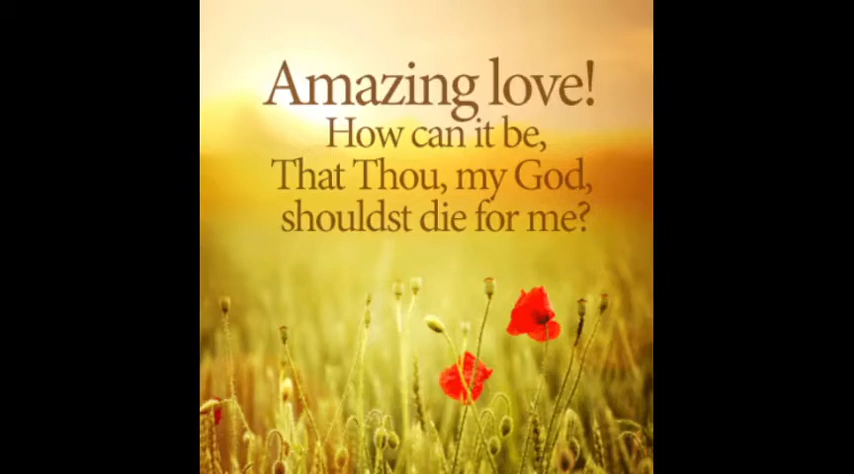 Amazing love!
How can it be,
That Thou, my God,
shouldst die for me?